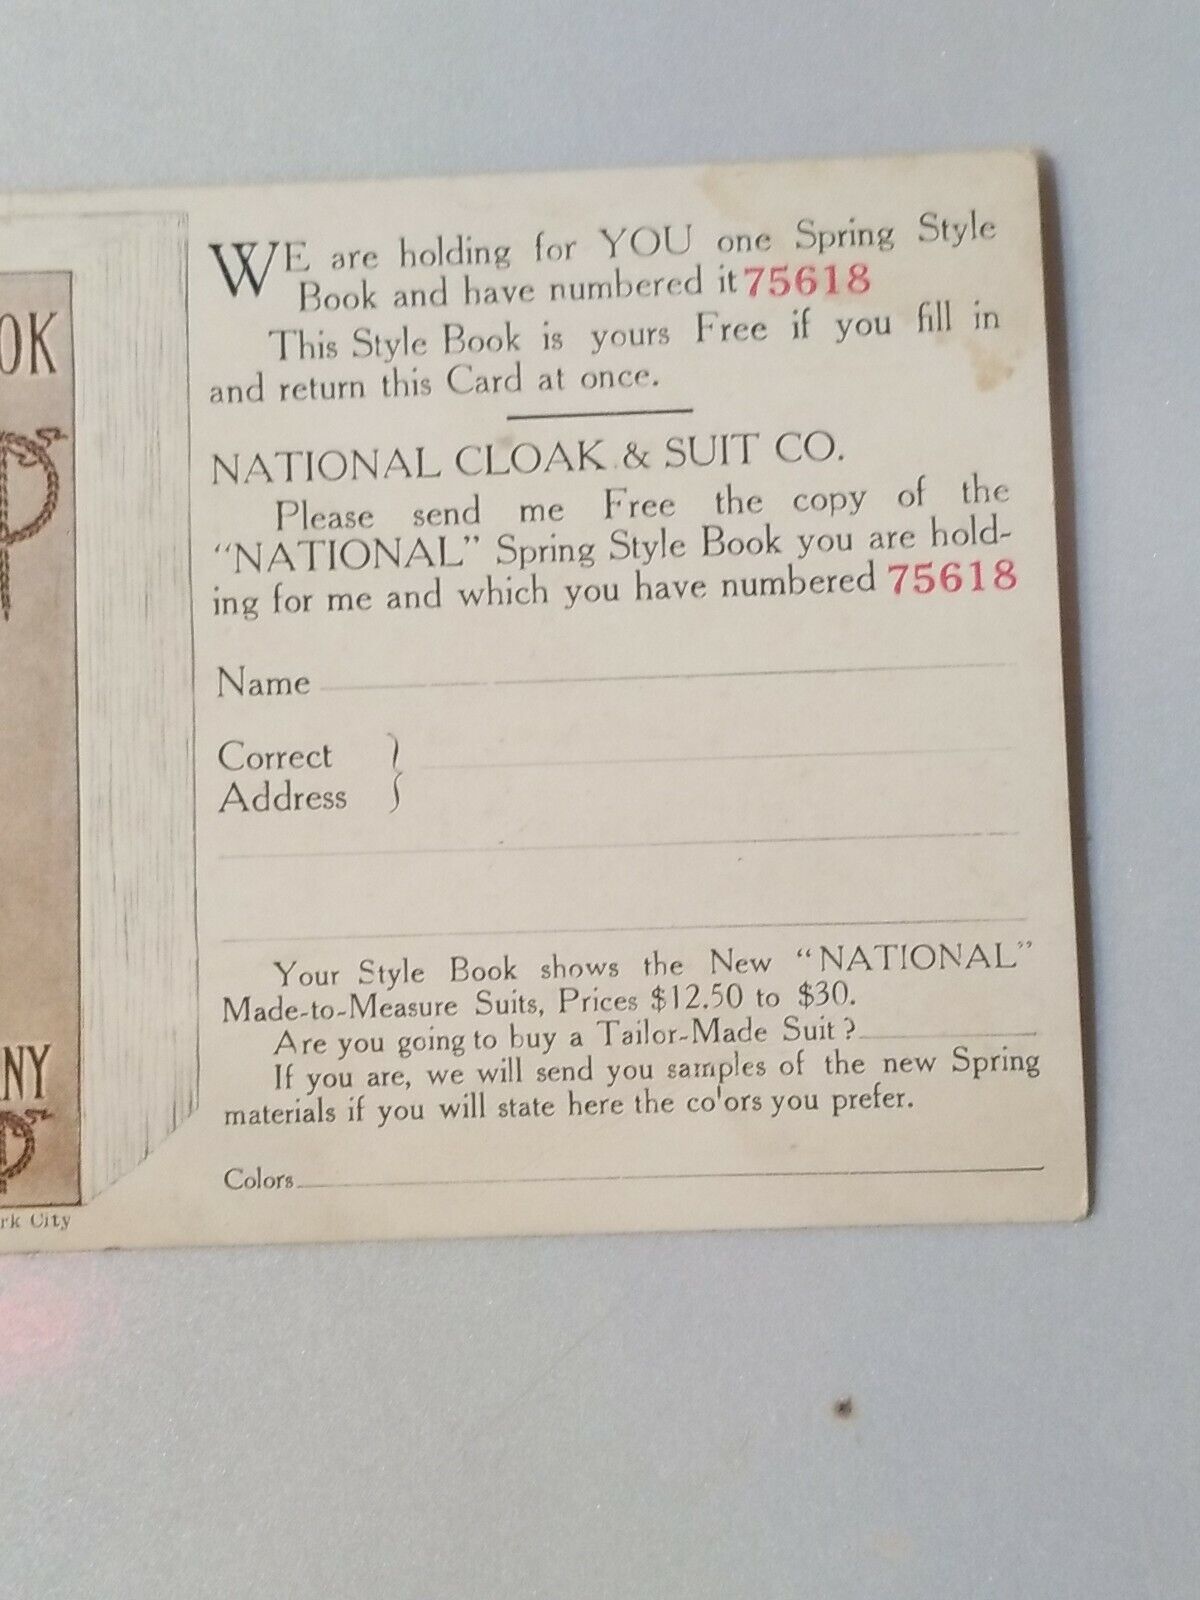 OK
NY
rk City
WE are holding for YOU one Spring Style
Book and have numbered it 75618
This Style Book is yours Free if you fill in
and return this Card at once.
NATIONAL CLOAK & SUIT CO.
Please send me Free the copy of the
"NATIONAL" Spring Style Book you are hold-
ing for me and which you have numbered 75618
Name
Correct
Address
Your Style Book shows the New "NATIONAL"
Made-to-Measure Suits, Prices $12.50 to $30.
Are you going to buy a Tailor-Made Suit?
If you are, we will send you samples of the new Spring
materials if you will state here the colors you prefer.
Colors